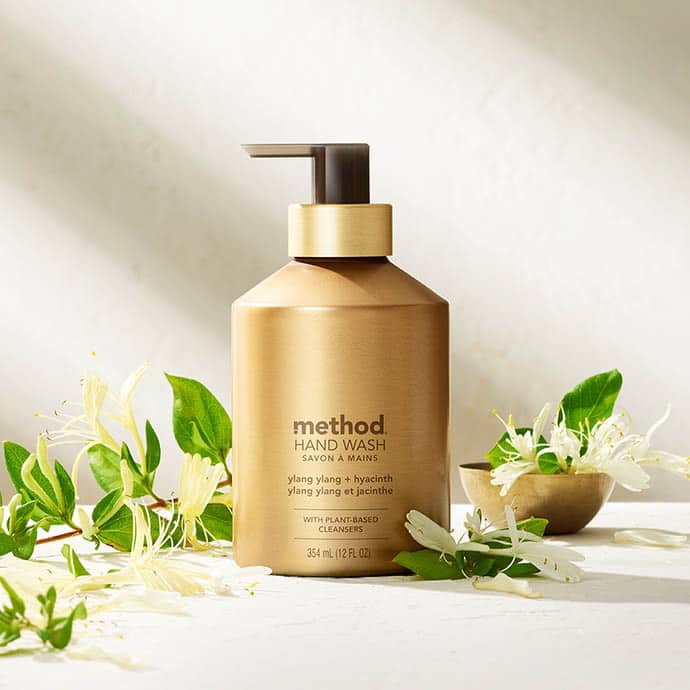 method.
HAND WASH
SAVON À MAINS
ylang ylang + hyacinth
ylang ylang et jacinthe
WITH PLANT-BASED
CLEANSERS
354 mL (12 FL OZ)